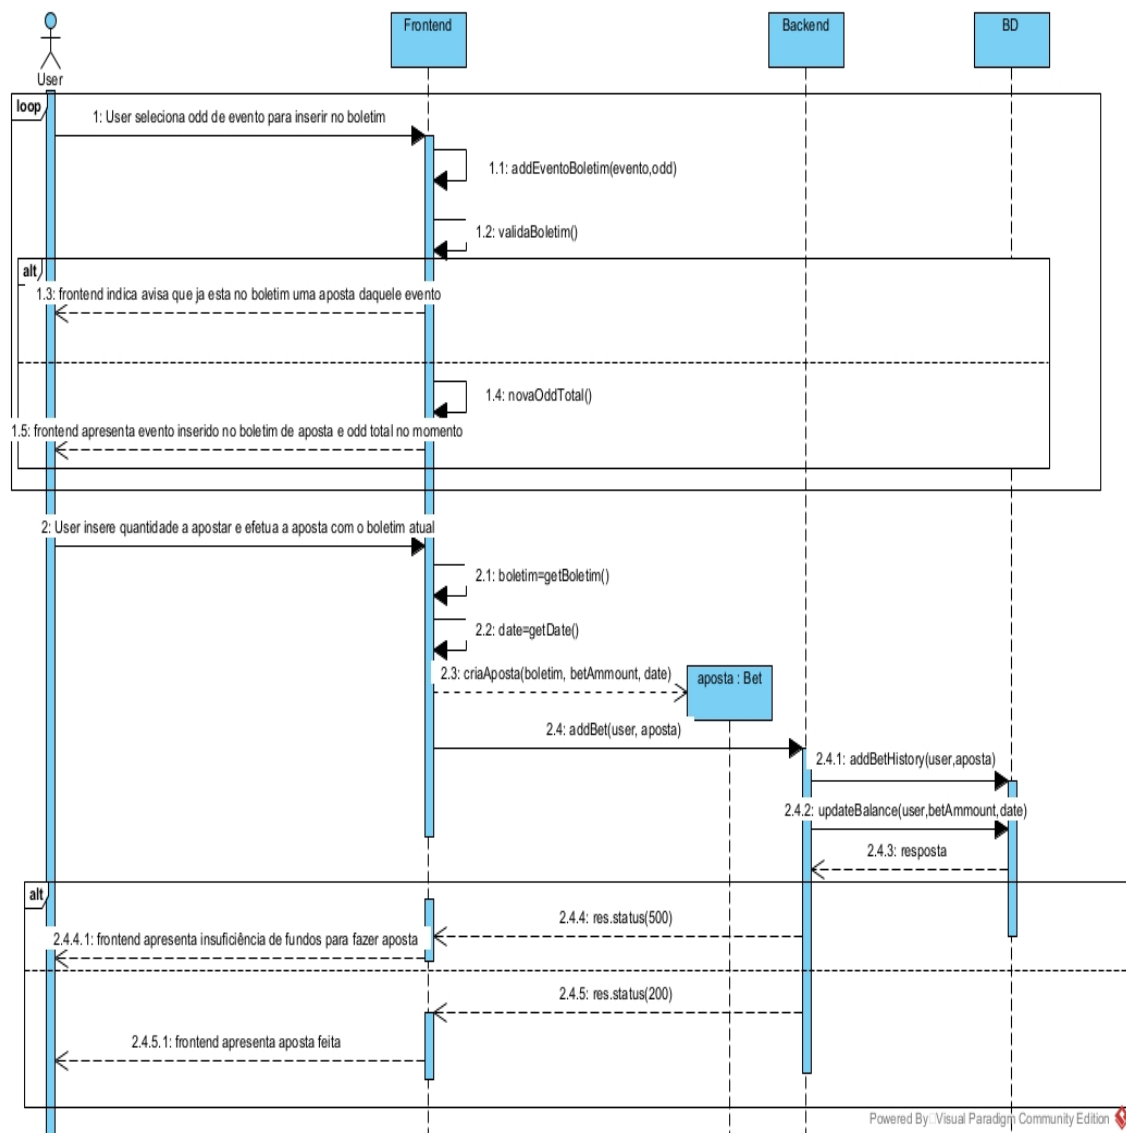 Frontend
Backend
BD
User
loop
1: User seleciona odd de evento para inserir no boletim
1.1: addEventoBoletim(evento,odd)
1.2: validaBoletim()
alt
1.3: frontend indica avisa que ja esta no boletim uma aposta daquele evento
1.4: novaOddTotal()
1.5: frontend apresenta evento inserido no boletim de aposta e odd total no momento
2: User insere quantidade a apostar e efetua a aposta com o boletim atual
2.1: boletim=getBoletim()
2.2: date=getDate()
2.3: criaAposta(boletim, betAmmount, date)
aposta : Bet
2.4: addBet(user, aposta)
2.4.1: addBetHistory(user,aposta)
2.4.2: updateBalance(user,betAmmount,date)
2.4.3: resposta
alt
2.4.4: res.status(500)
2.4.4.1: frontend apresenta insuficiência de fundos para fazer aposta
2.4.5: res.status(200)
2.4.5.1: frontend apresenta aposta feita
Powered By Visual Paradigm Community Edition